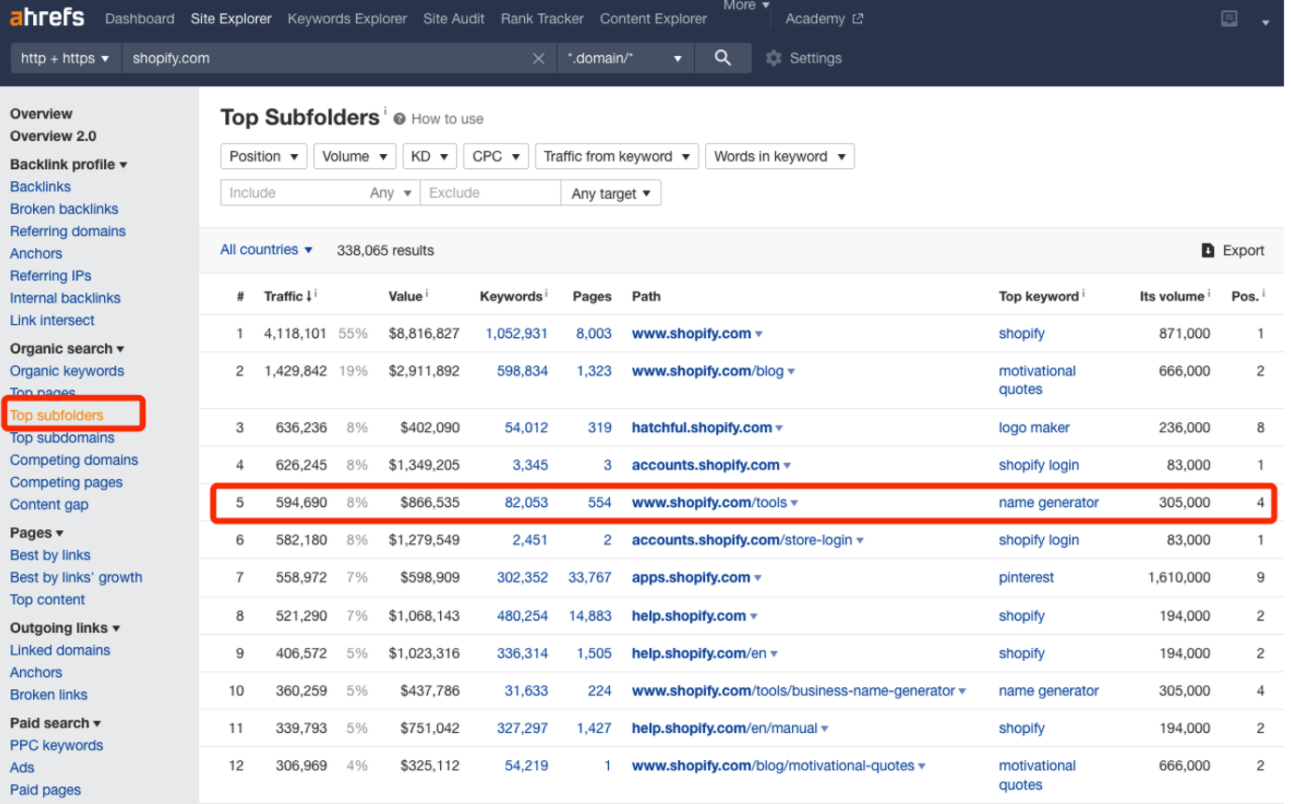 ahrefs Dashboard Site Explorer Keywords Explorer Site Audit Rank Tracker Content Explorer More Academy
http + https shopify.com *.domain/* Settings
Overview
Overview 2.0
Backlink profile
Backlinks
Broken backlinks
Referring domains
Anchors
Referring IPs
Internal backlinks
Link intersect
Organic search
Organic keywords
Top pages
Top subfolders
Top subdomains
Competing domains
Competing pages
Content gap
Pages
Best by links
Best by links' growth
Top content
Outgoing links
Linked domains
Anchors
Broken links
Paid search
PPC keywords
Ads
Paid pages
Top Subfolders i ? How to use
Position Volume KD CPC Traffic from keyword Words in keyword
Include Any Exclude Any target
All countries 338,065 results Export
# Traffic i Value i Keywords i Pages Path Top keyword i Its volume i Pos. i
1 4,118,101 55% $8,816,827 1,052,931 8,003 www.shopify.com shopify 871,000 1
2 1,429,842 19% $2,911,892 598,834 1,323 www.shopify.com/blog motivational 666,000 2
quotes
3 636,236 8% $402,090 54,012 319 hatchful.shopify.com logo maker 236,000 8
4 626,245 8% $1,349,205 3,345 3 accounts.shopify.com shopify login 83,000 1
5 594,690 8% $866,535 82,053 554 www.shopify.com/tools name generator 305,000 4
6 582,180 8% $1,279,549 2,451 2 accounts.shopify.com/store-login shopify login 83,000 1
7 558,972 7% $598,909 302,352 33,767 apps.shopify.com pinterest 1,610,000 9
8 521,290 7% $1,068,143 480,254 14,883 help.shopify.com shopify 194,000 2
9 406,572 5% $1,023,316 336,314 1,505 help.shopify.com/en shopify 194,000 2
10 360,259 5% $437,786 31,633 224 www.shopify.com/tools/business-name-generator name generator 305,000 4
11 339,793 5% $751,042 327,297 1,427 help.shopify.com/en/manual shopify 194,000 2
12 306,969 4% $325,112 54,219 1 www.shopify.com/blog/motivational-quotes motivational 666,000 2
quotes